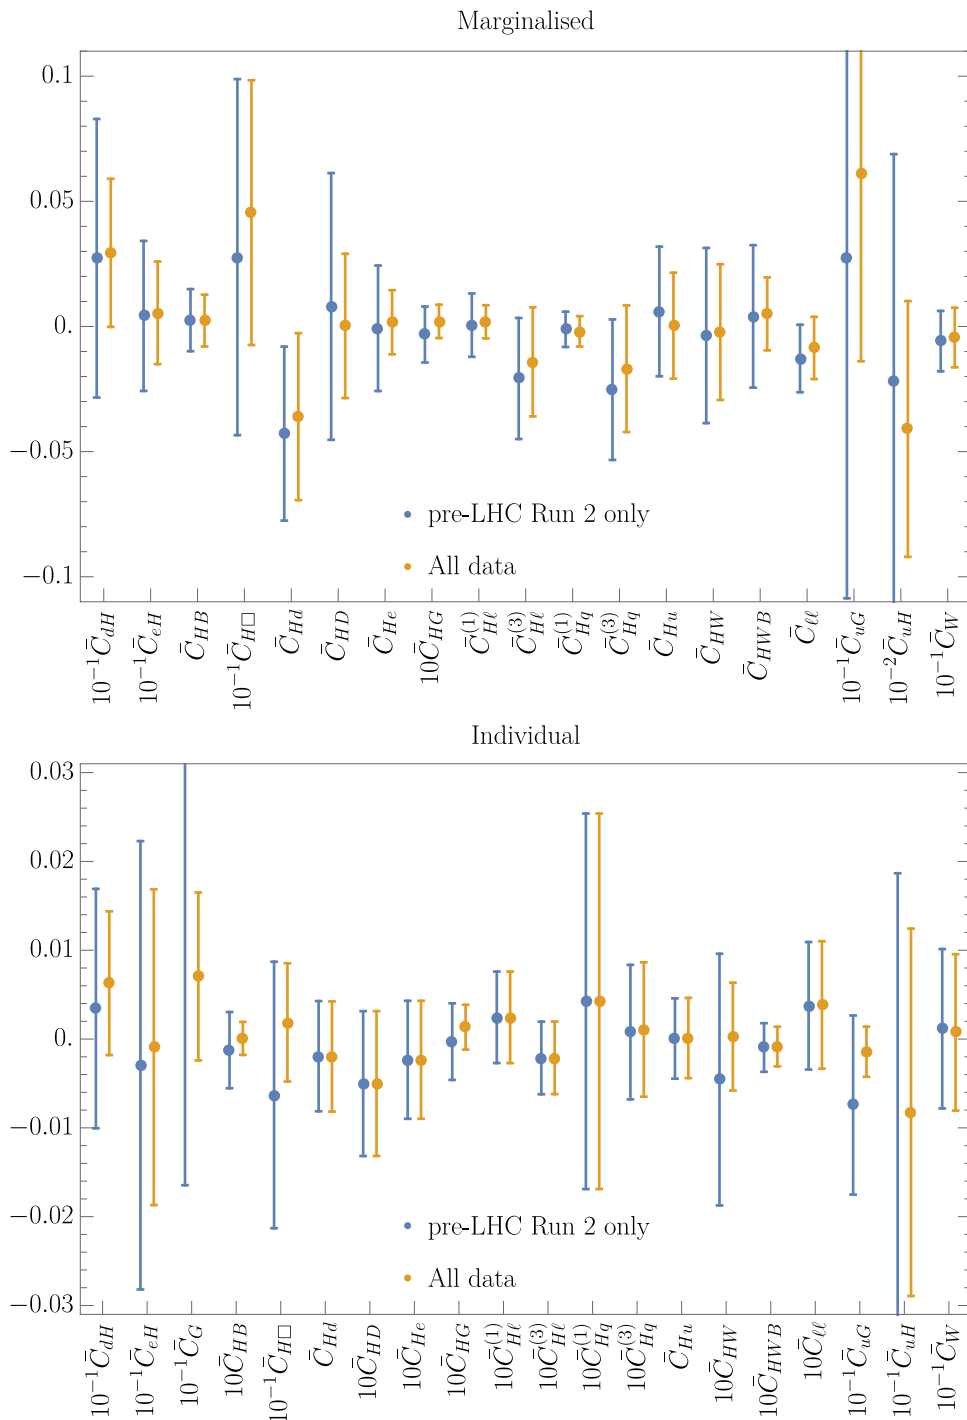 Marginalised
0.1
0.05
0.
−0.05
−0.1
pre-LHC Run 2 only
All data
10⁻¹C̄_dH
10⁻¹C̄_eH
C̄_HB
10⁻¹C̄_H□
C̄_Hd
C̄_HD
C̄_He
10C̄_HG
C̄_Hℓ^(1)
C̄_Hℓ^(3)
C̄_Hq^(1)
C̄_Hq^(3)
C̄_Hu
C̄_HW
C̄_HWB
C̄_ℓℓ
10⁻¹C̄_uG
10⁻²C̄_uH
10⁻¹C̄_W
Individual
0.03
0.02
0.01
0.
−0.01
−0.02
−0.03
pre-LHC Run 2 only
All data
10⁻¹C̄_dH
10⁻¹C̄_eH
10⁻¹C̄_G
10C̄_HB
10⁻¹C̄_H□
C̄_Hd
10C̄_HD
10C̄_He
10C̄_HG
10C̄_Hℓ^(1)
10C̄_Hℓ^(3)
10C̄_Hq^(1)
10C̄_Hq^(3)
C̄_Hu
10C̄_HW
10C̄_HWB
10C̄_ℓℓ
10⁻¹C̄_uG
10⁻¹C̄_uH
10⁻¹C̄_W